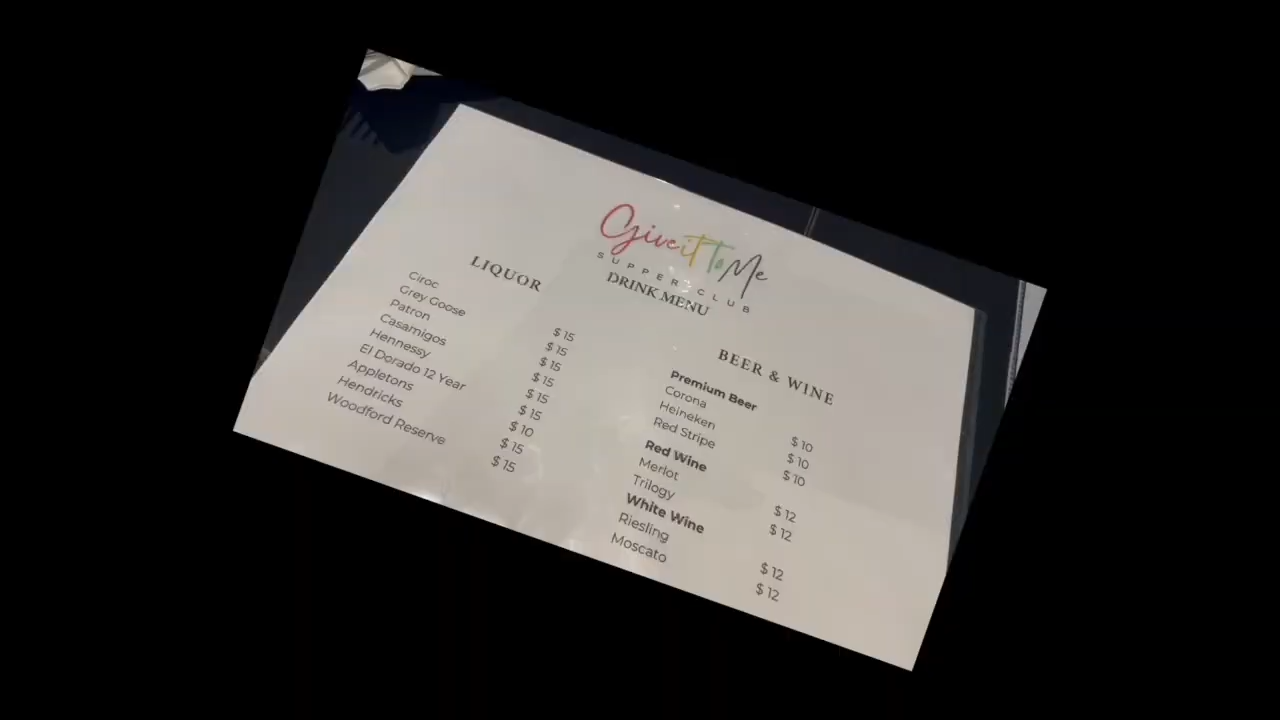 Give it to Me
SUPPER CLUB
DRINK MENU
LIQUOR
Ciroc $15
Grey Goose $15
Patron $15
Casamigos $15
Hennessy $15
El Dorado 12 Year $15
Appletons $10
Hendricks $15
Woodford Reserve $15
BEER & WINE
Premium Beer
Corona $10
Heineken $10
Red Stripe $10
Red Wine
Merlot $12
Trilogy $12
White Wine
Riesling $12
Moscato $12